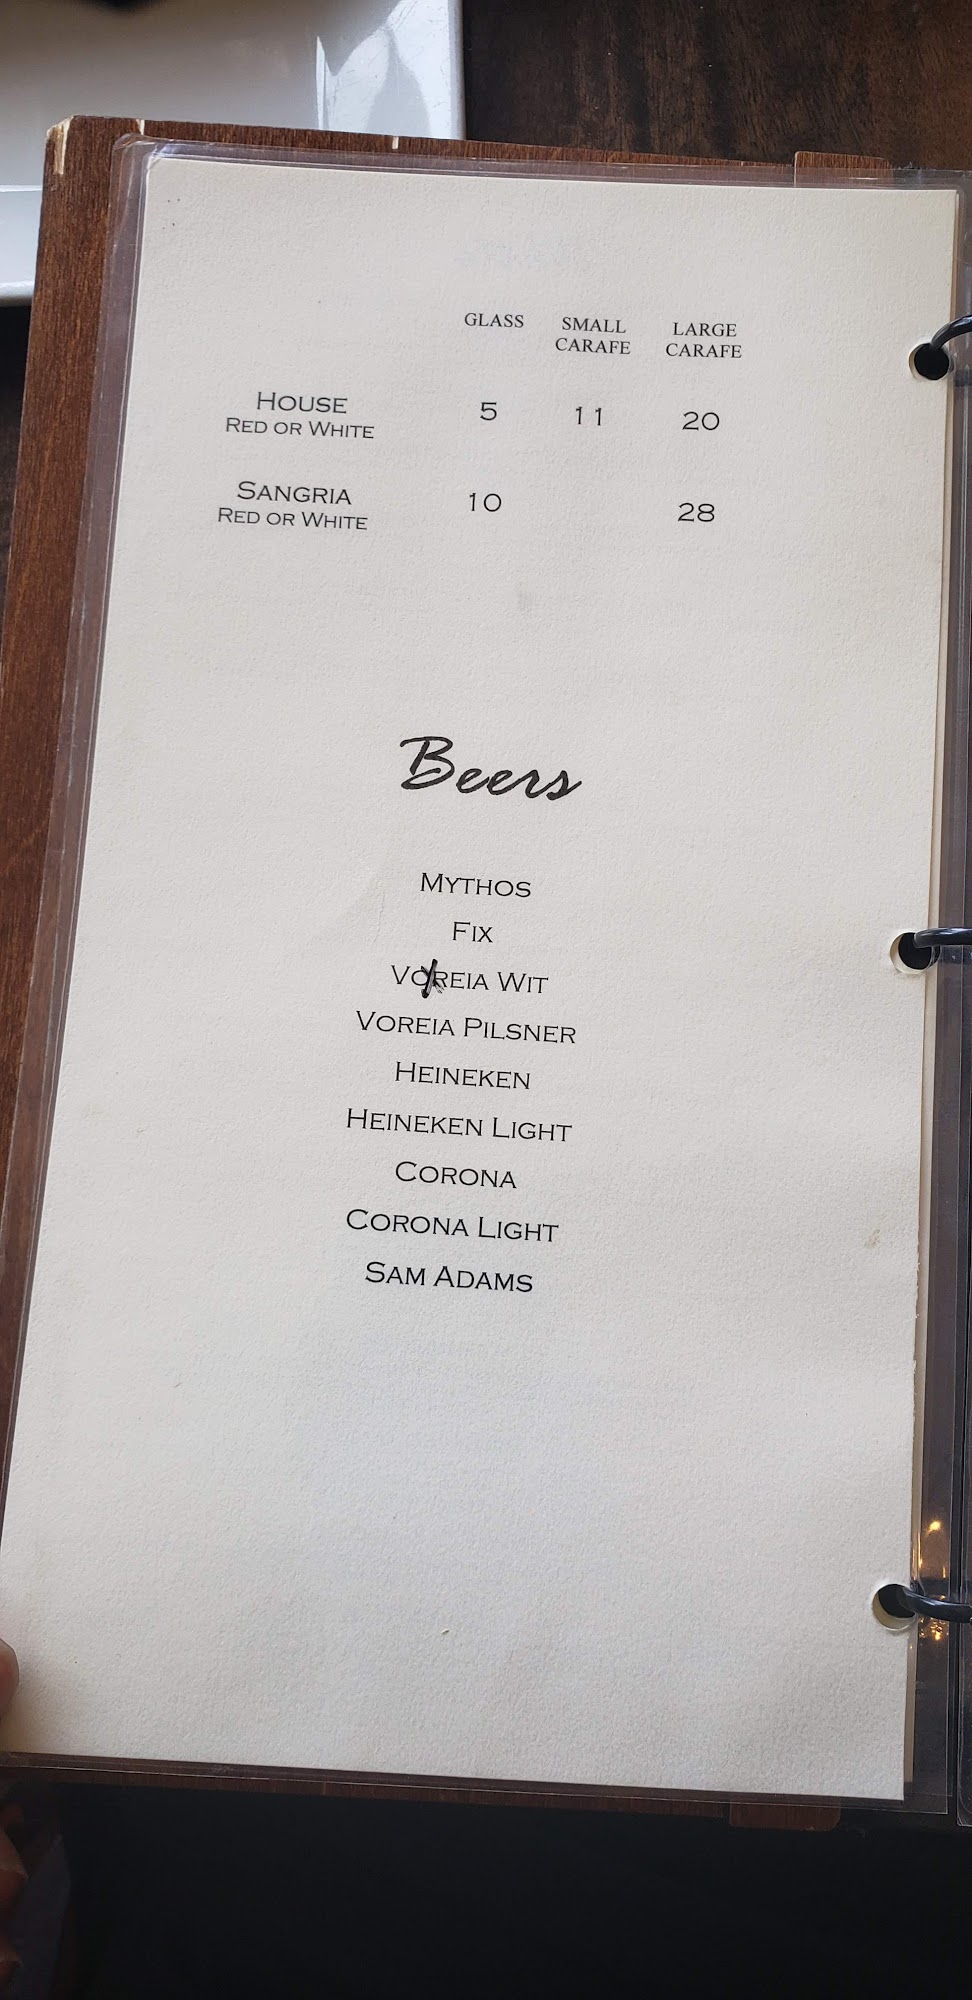 GLASS SMALL CARAFE LARGE CARAFE
HOUSE 5 11 20
RED OR WHITE
SANGRIA 10 28
RED OR WHITE
Beers
MYTHOS
FIX
VOREIA WIT
VOREIA PILSNER
HEINEKEN
HEINEKEN LIGHT
CORONA
CORONA LIGHT
SAM ADAMS